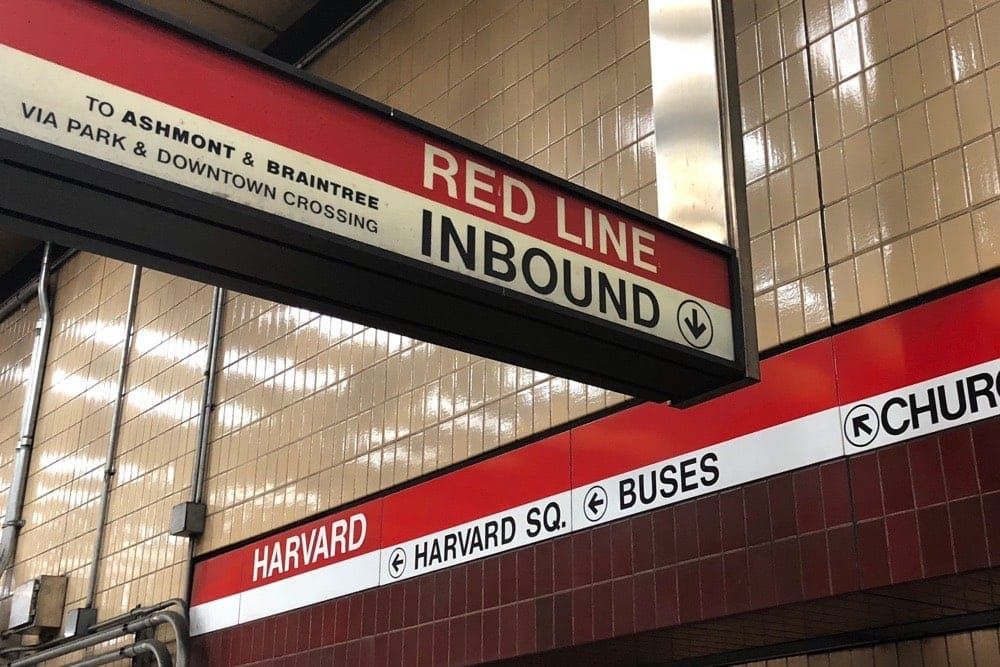 TO ASHMONT & BRAINTREE
VIA PARK & DOWNTOWN CROSSING
RED LINE
INBOUND
HARVARD
HARVARD SQ.
BUSES